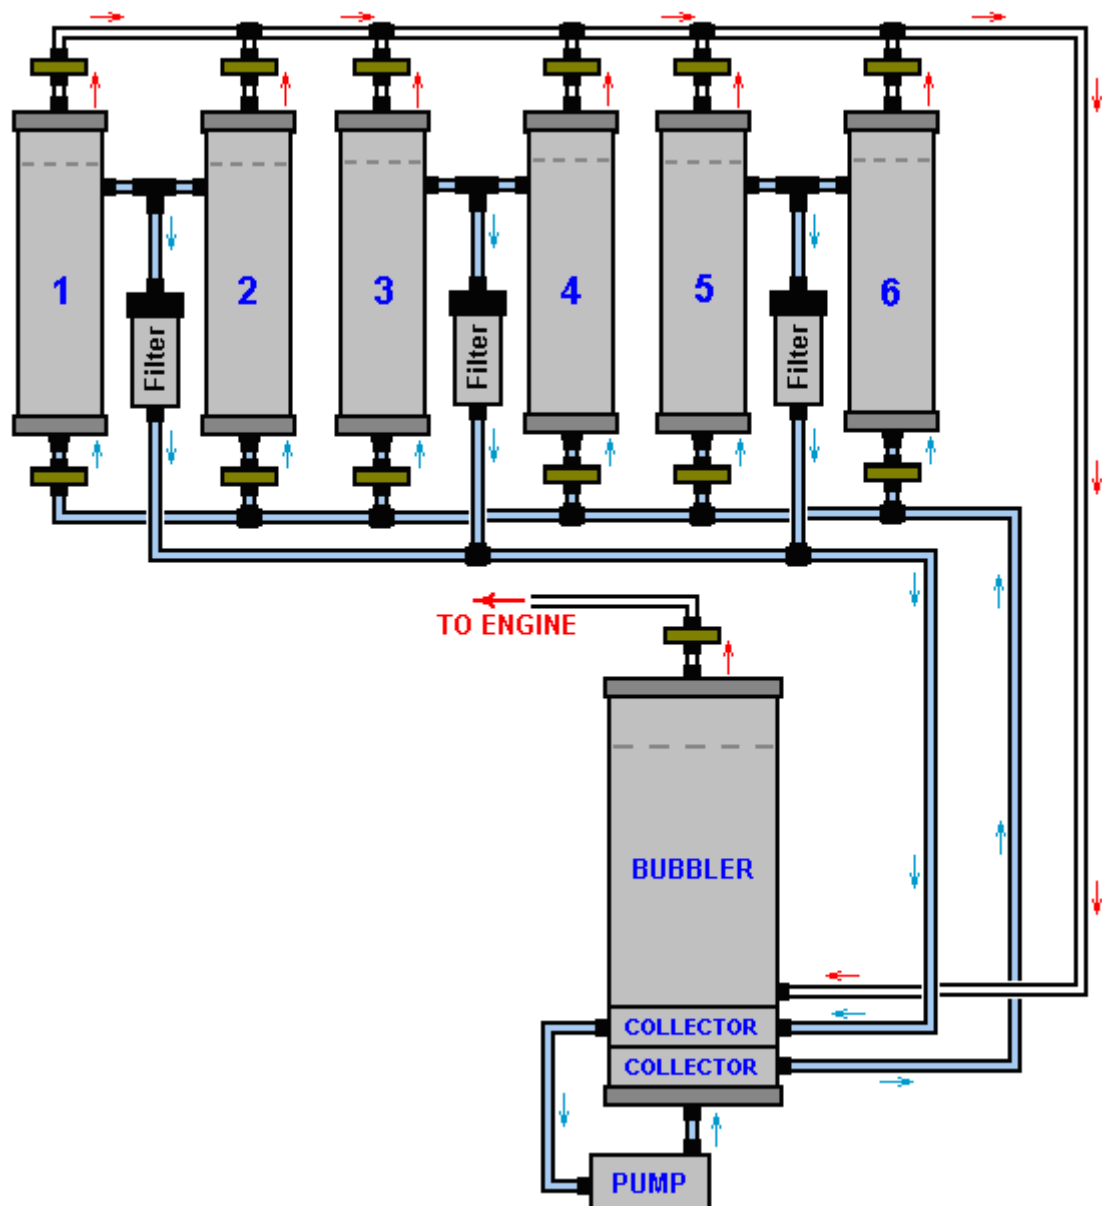 1
2
3
4
5
6
Filter
Filter
Filter
TO ENGINE
BUBBLER
COLLECTOR
COLLECTOR
PUMP